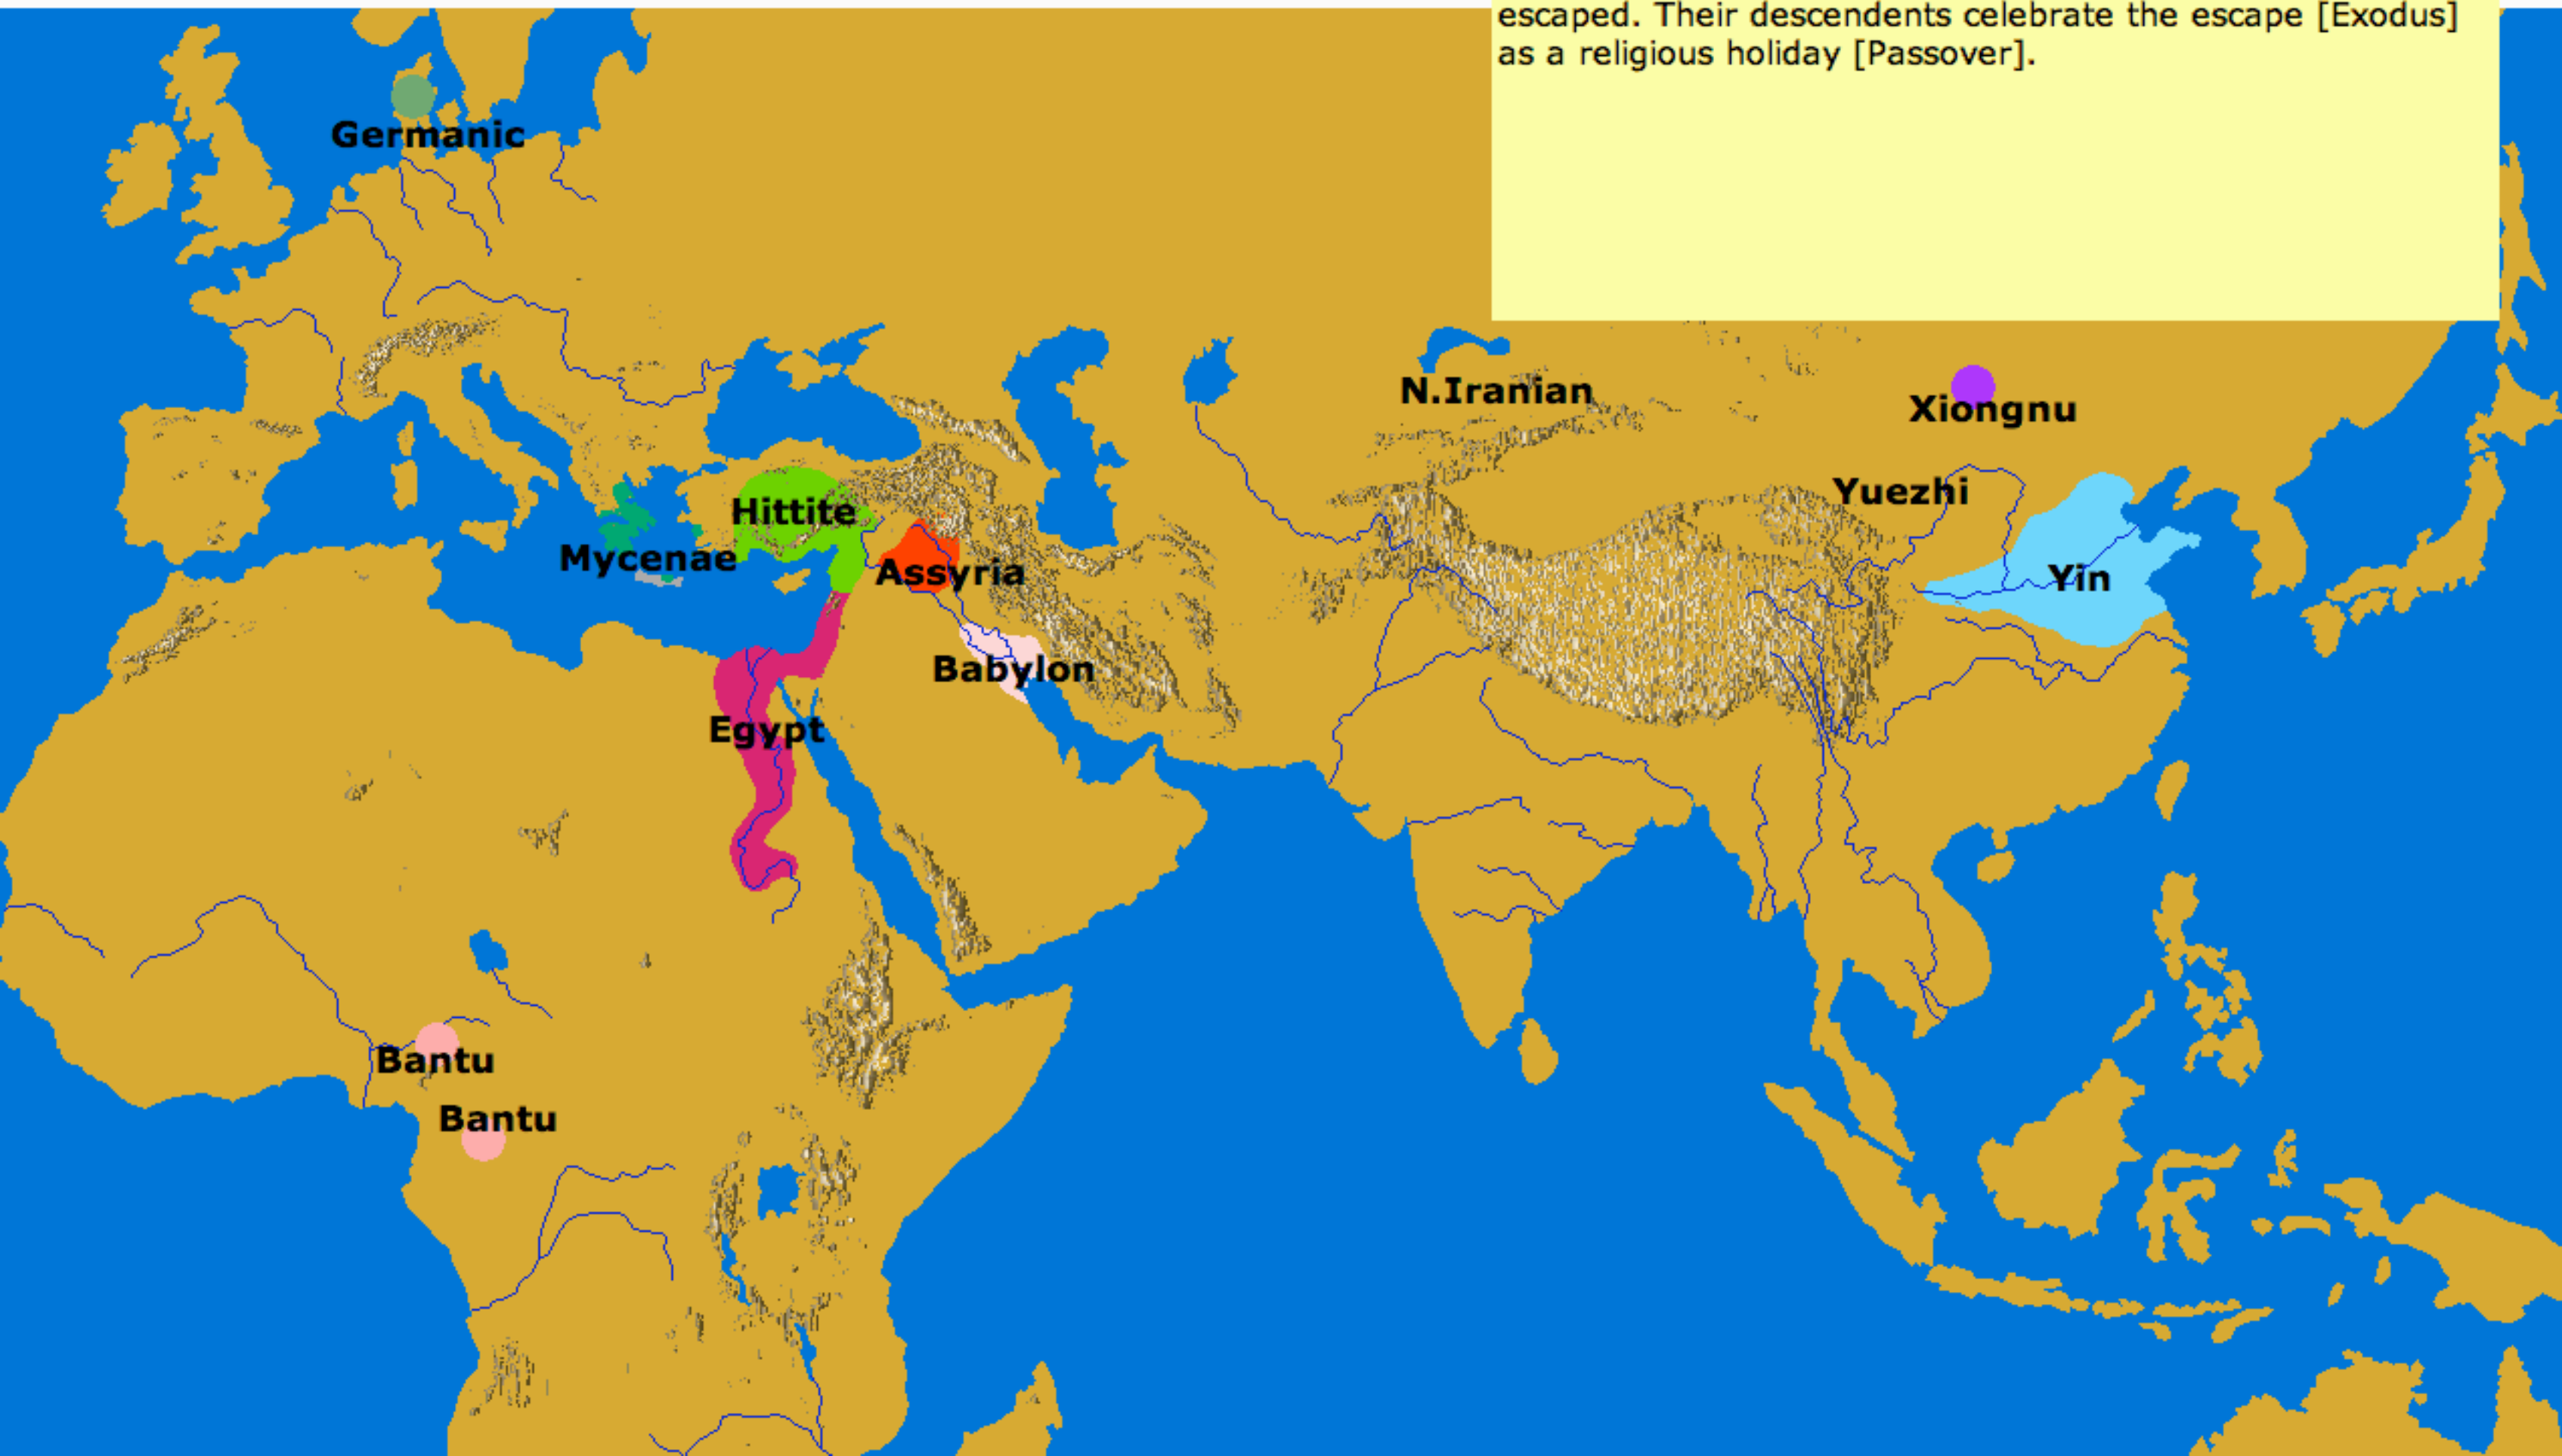 escaped. Their descendents celebrate the escape [Exodus]
as a religious holiday [Passover].
Germanic
N.Iranian
Xiongnu
Yuezhi
Hittite
Mycenae
Assyria
Yin
Babylon
Egypt
Bantu
Bantu